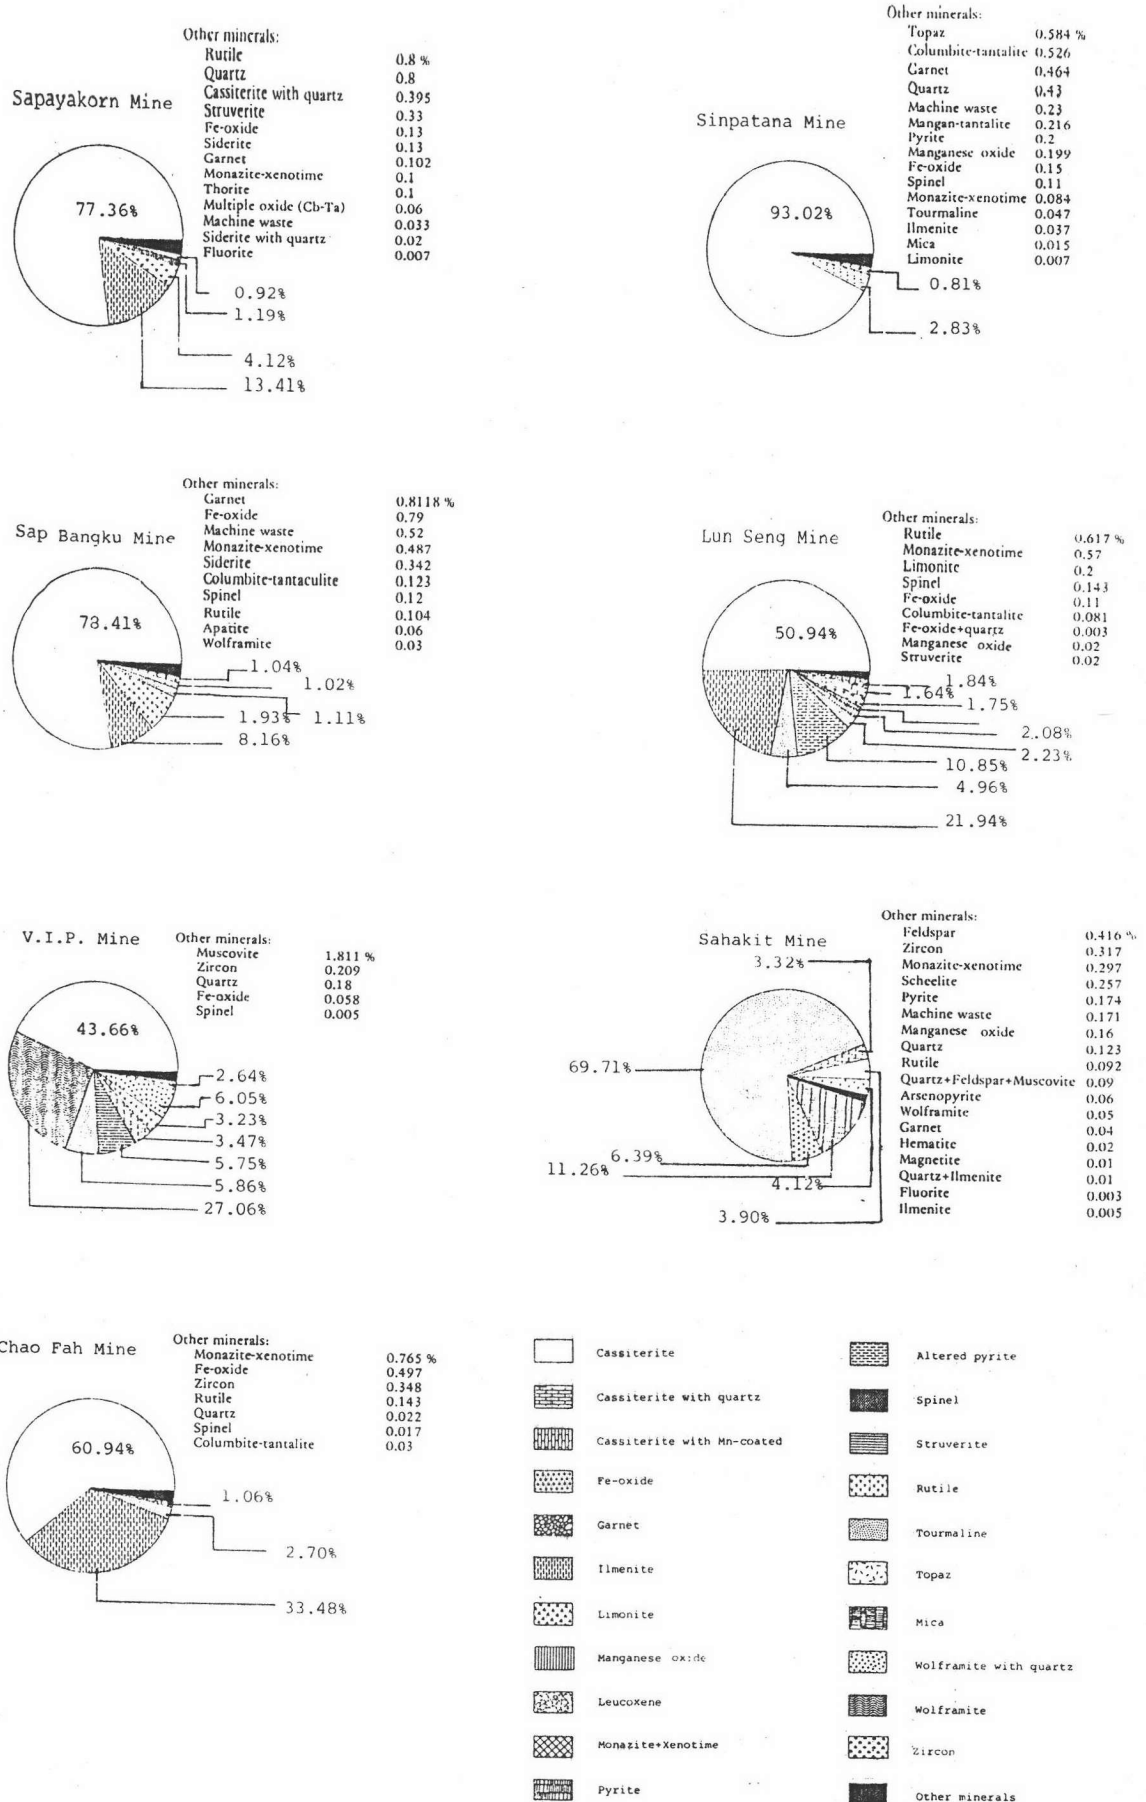 Sapayakorn Mine
Other minerals:
Rutile 0.8 %
Quartz 0.8
Cassiterite with quartz 0.395
Struverite 0.33
Fe-oxide 0.13
Siderite 0.13
Garnet 0.102
Monazite-xenotime 0.1
Thorite 0.1
Multiple oxide (Cb-Ta) 0.06
Machine waste 0.033
Siderite with quartz 0.02
Fluorite 0.007
77.36%
0.92%
1.19%
4.12%
13.41%
Sinpatana Mine
Other minerals:
Topaz 0.584 %
Columbite-tantalite 0.526
Garnet 0.464
Quartz 0.43
Machine waste 0.23
Mangan-tantalite 0.216
Pyrite 0.2
Manganese oxide 0.199
Fe-oxide 0.15
Spinel 0.11
Monazite-xenotime 0.084
Tourmaline 0.047
Ilmenite 0.037
Mica 0.015
Limonite 0.007
93.02%
0.81%
2.83%
Sap Bangku Mine
Other minerals:
Garnet 0.8118 %
Fe-oxide 0.79
Machine waste 0.52
Monazite-xenotime 0.487
Siderite 0.342
Columbite-tantaculite 0.123
Spinel 0.12
Rutile 0.104
Apatite 0.06
Wolframite 0.03
78.41%
1.04%
1.02%
1.93% 1.11%
8.16%
Lun Seng Mine
Other minerals:
Rutile 0.617 %
Monazite-xenotime 0.57
Limonite 0.2
Spinel 0.143
Fe-oxide 0.11
Columbite-tantalite 0.081
Fe-oxide+quartz 0.003
Manganese oxide 0.02
Struverite 0.02
50.94%
1.84%
1.64%
1.75%
2.08%
2.23%
10.85%
4.96%
21.94%
V.I.P. Mine
Other minerals:
Muscovite 1.811 %
Zircon 0.209
Quartz 0.18
Fe-oxide 0.058
Spinel 0.005
43.66%
2.64%
6.05%
3.23%
3.47%
5.75%
5.86%
27.06%
Sahakit Mine
Other minerals:
Feldspar 0.416 %
Zircon 0.317
Monazite-xenotime 0.297
Scheelite 0.257
Pyrite 0.174
Machine waste 0.171
Manganese oxide 0.16
Quartz 0.123
Rutile 0.092
Quartz+Feldspar+Muscovite 0.09
Arsenopyrite 0.06
Wolframite 0.05
Garnet 0.04
Hematite 0.02
Magnetite 0.01
Quartz+Ilmenite 0.01
Fluorite 0.003
Ilmenite 0.005
3.32%
69.71%
6.39%
11.26%
4.12%
3.90%
Chao Fah Mine
Other minerals:
Monazite-xenotime 0.765 %
Fe-oxide 0.497
Zircon 0.348
Rutile 0.143
Quartz 0.022
Spinel 0.017
Columbite-tantalite 0.03
60.94%
1.06%
2.70%
33.48%
Cassiterite
Cassiterite with quartz
Cassiterite with Mn-coated
Fe-oxide
Garnet
Ilmenite
Limonite
Manganese oxide
Leucoxene
Monazite+Xenotime
Pyrite
Altered pyrite
Spinel
Struverite
Rutile
Tourmaline
Topaz
Mica
Wolframite with quartz
Wolframite
Zircon
Other minerals